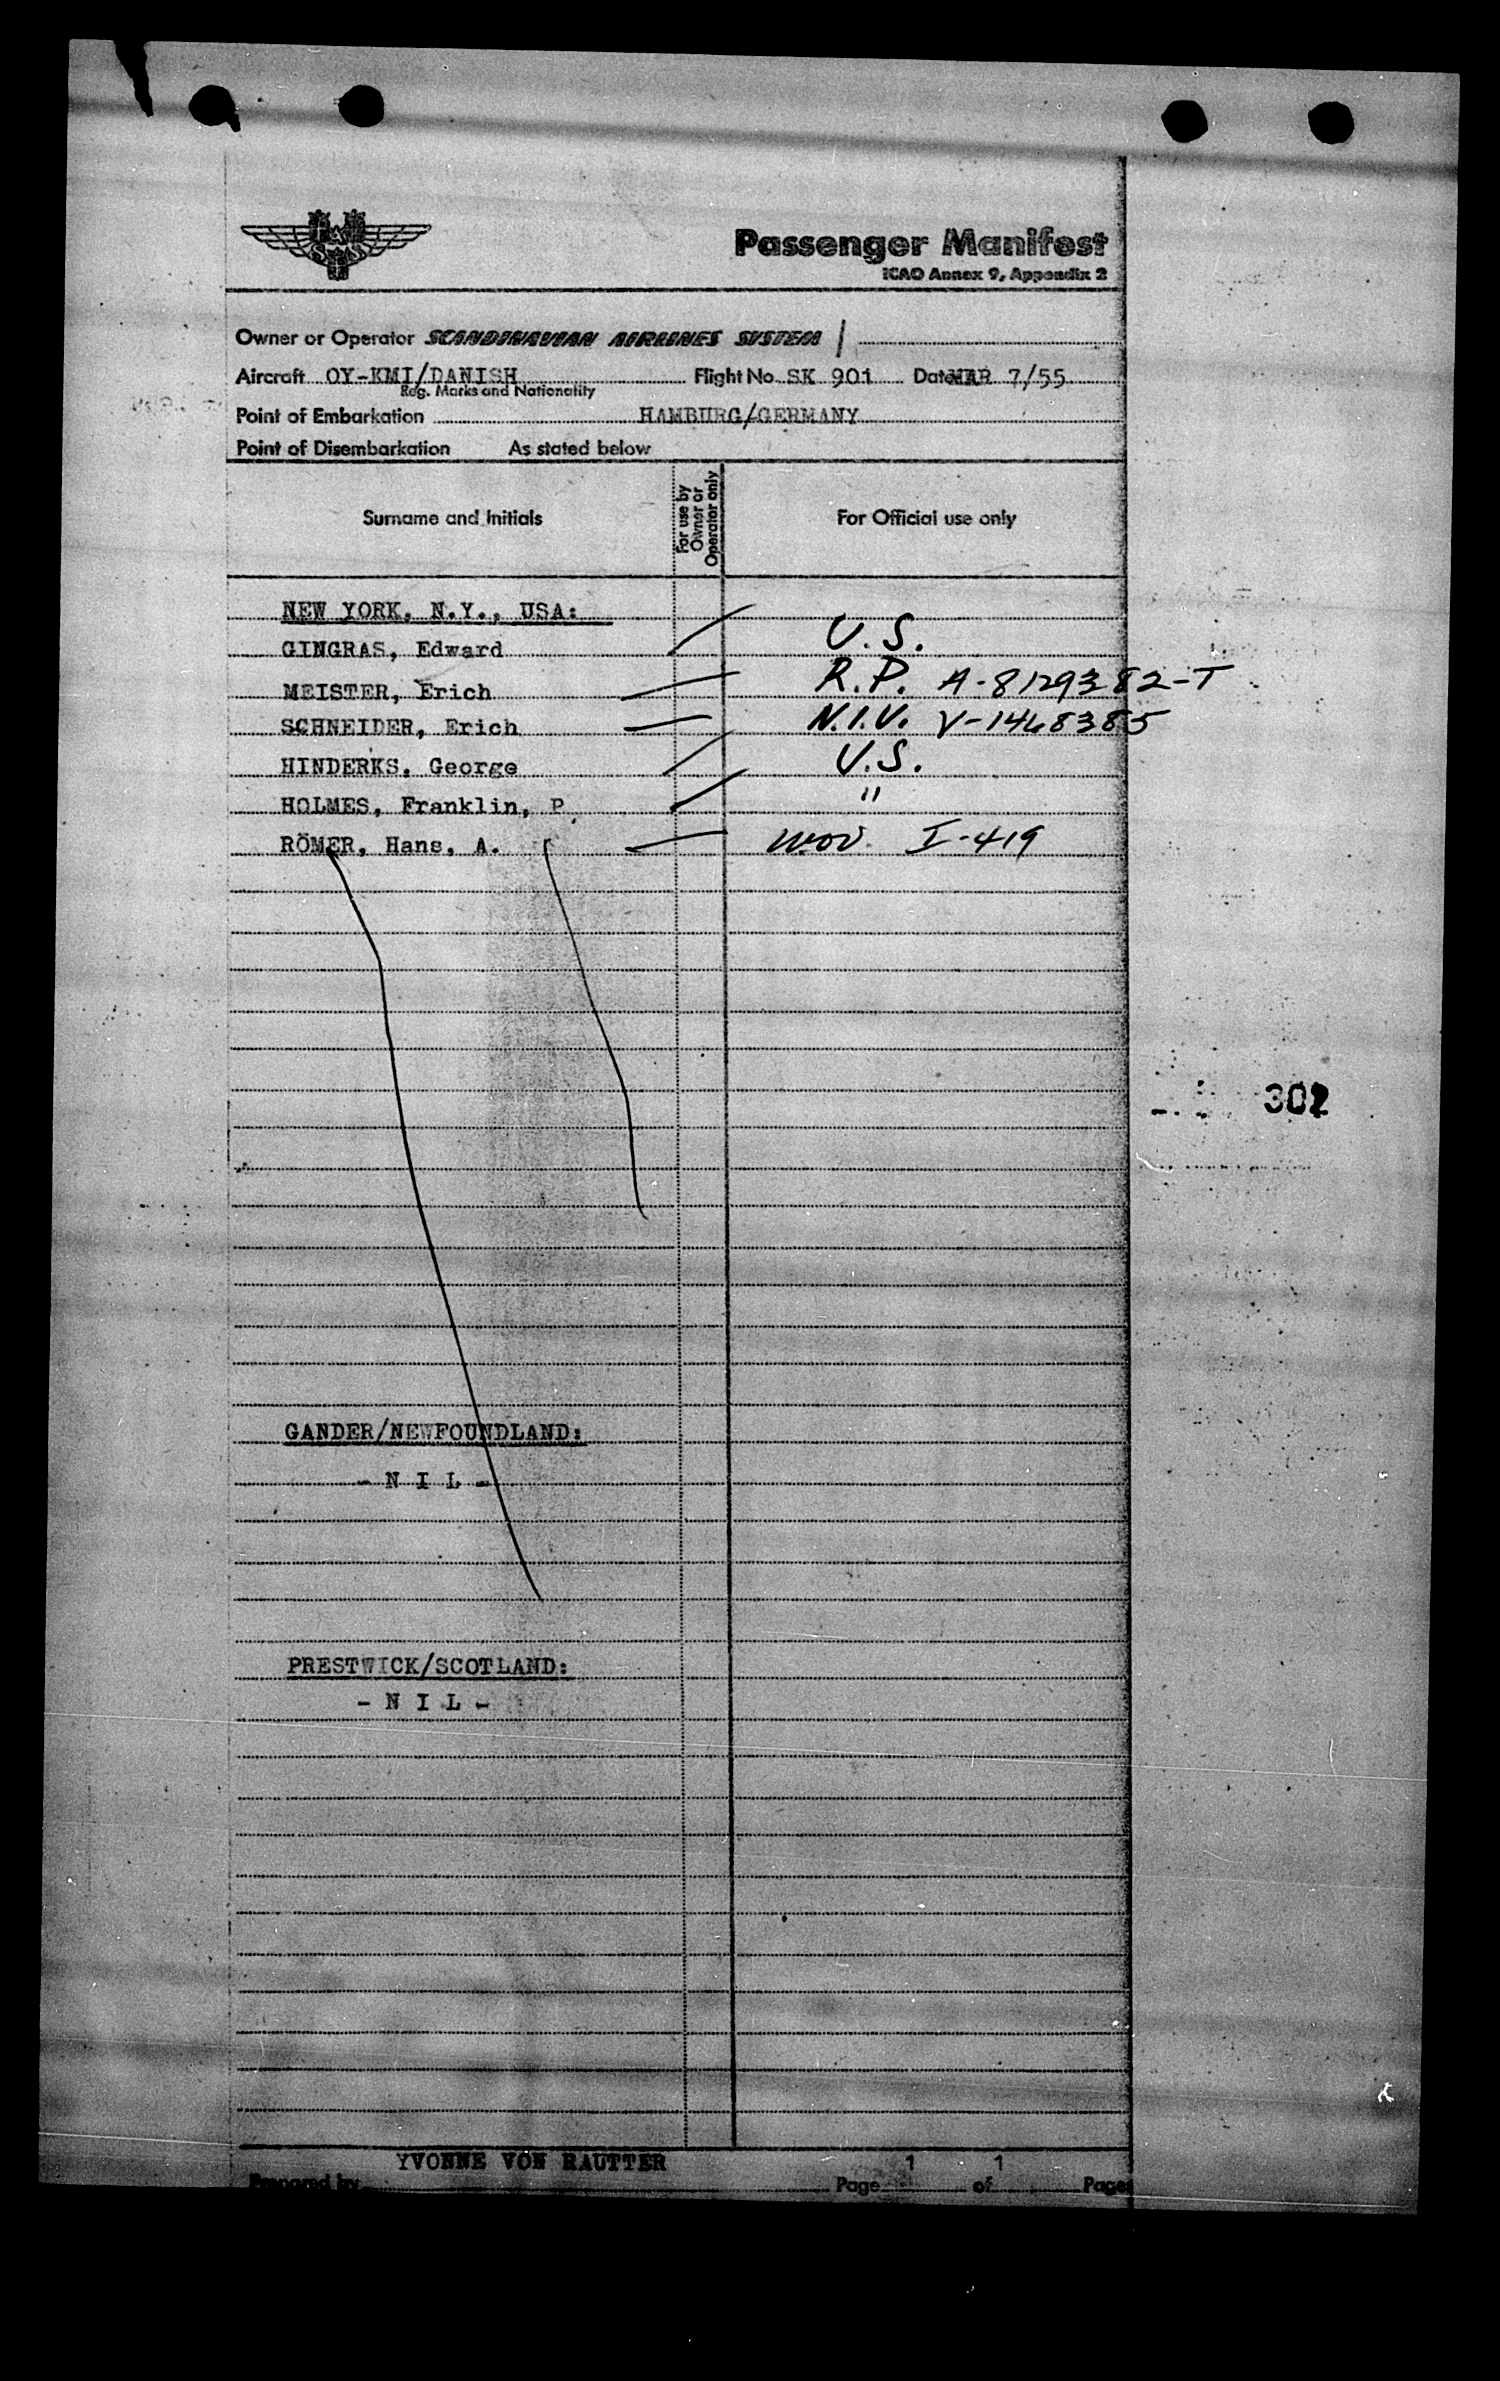 Passenger Manifest
ICAO Annex 9, Appendix 2
Owner or Operator SCANDINAVIAN AIRLINES SYSTEM
Aircraft OY-KMI/DANISH Flight No. SK 901 Date MAR 7/55
Reg. Marks and Nationality
Point of Embarkation HAMBURG/GERMANY
Point of Disembarkation As stated below
Surname and Initials For use by Owner or Operator only For Official use only
NEW YORK, N.Y., USA:
GINGRAS, Edward U.S.
MEISTER, Erich R.P. A-8129382-T
SCHNEIDER, Erich N.I.V. V-1468385
HINDERKS, George U.S.
HOLMES, Franklin, P. "
RÖMER, Hans, A. I-419
302
GANDER/NEWFOUNDLAND:
- N I L -
PRESTWICK/SCOTLAND:
- N I L -
YVONNE VON RAUTTER
Prepared by Page 1 of 1 Pages